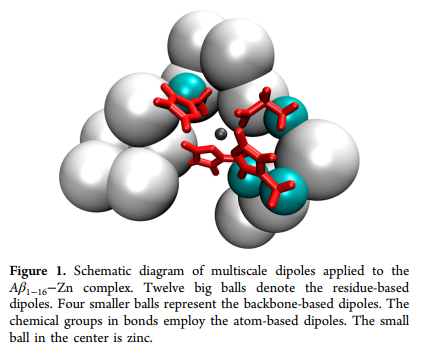 Figure 1. Schematic diagram of multiscale dipoles applied to the
Aβ1−16−Zn complex. Twelve big balls denote the residue-based
dipoles. Four smaller balls represent the backbone-based dipoles. The
chemical groups in bonds employ the atom-based dipoles. The small
ball in the center is zinc.